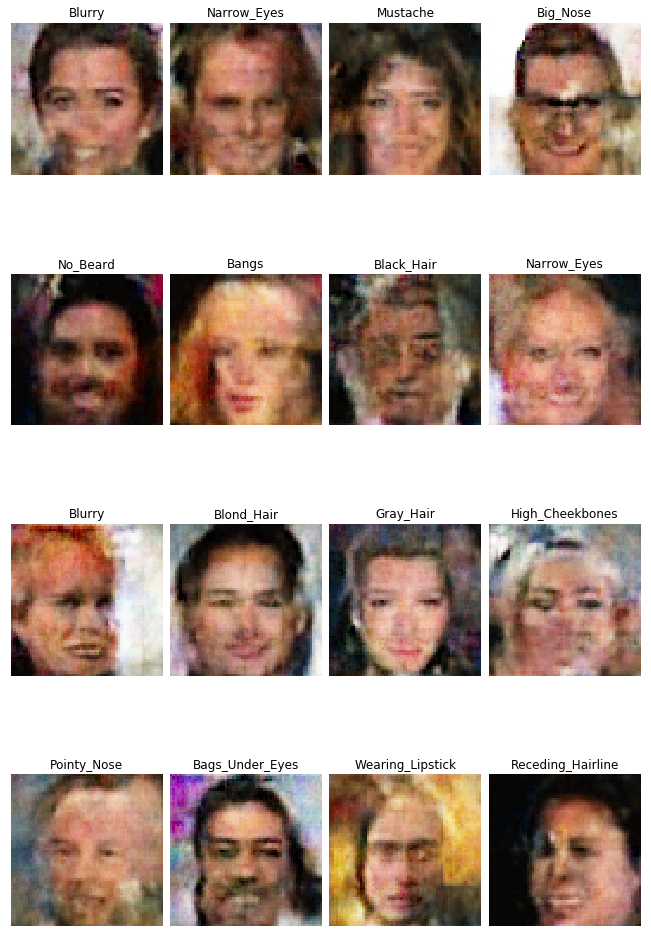 Blurry
Narrow_Eyes
Mustache
Big_Nose
No_Beard
Bangs
Black_Hair
Narrow_Eyes
Blurry
Blond_Hair
Gray_Hair
High_Cheekbones
Pointy_Nose
Bags_Under_Eyes
Wearing_Lipstick
Receding_Hairline